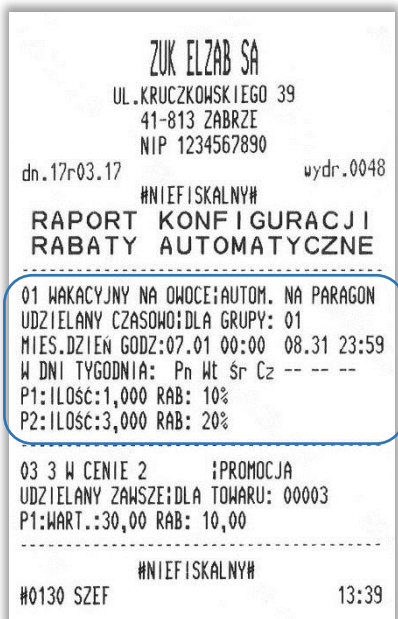 ZUK ELZAB SA
UL.KRUCZKOWSKIEGO 39
41-813 ZABRZE
NIP 1234567890
dn.17r03.17 wydr.0048
#NIEFISKALNY#
RAPORT KONFIGURACJI
RABATY AUTOMATYCZNE
01 WAKACYJNY NA OWOCE¦AUTOM. NA PARAGON
UDZIELANY CZASOWO¦DLA GRUPY: 01
MIES.DZIEŃ GODZ:07.01 00:00 08.31 23:59
W DNI TYGODNIA: Pn Wt Śr Cz -- -- --
P1:ILOŚĆ:1,000 RAB: 10%
P2:ILOŚĆ:3,000 RAB: 20%
03 3 W CENIE 2 ¦PROMOCJA
UDZIELANY ZAWSZE¦DLA TOWARU: 00003
P1:WART.:30,00 RAB: 10,00
#NIEFISKALNY#
#0130 SZEF 13:39